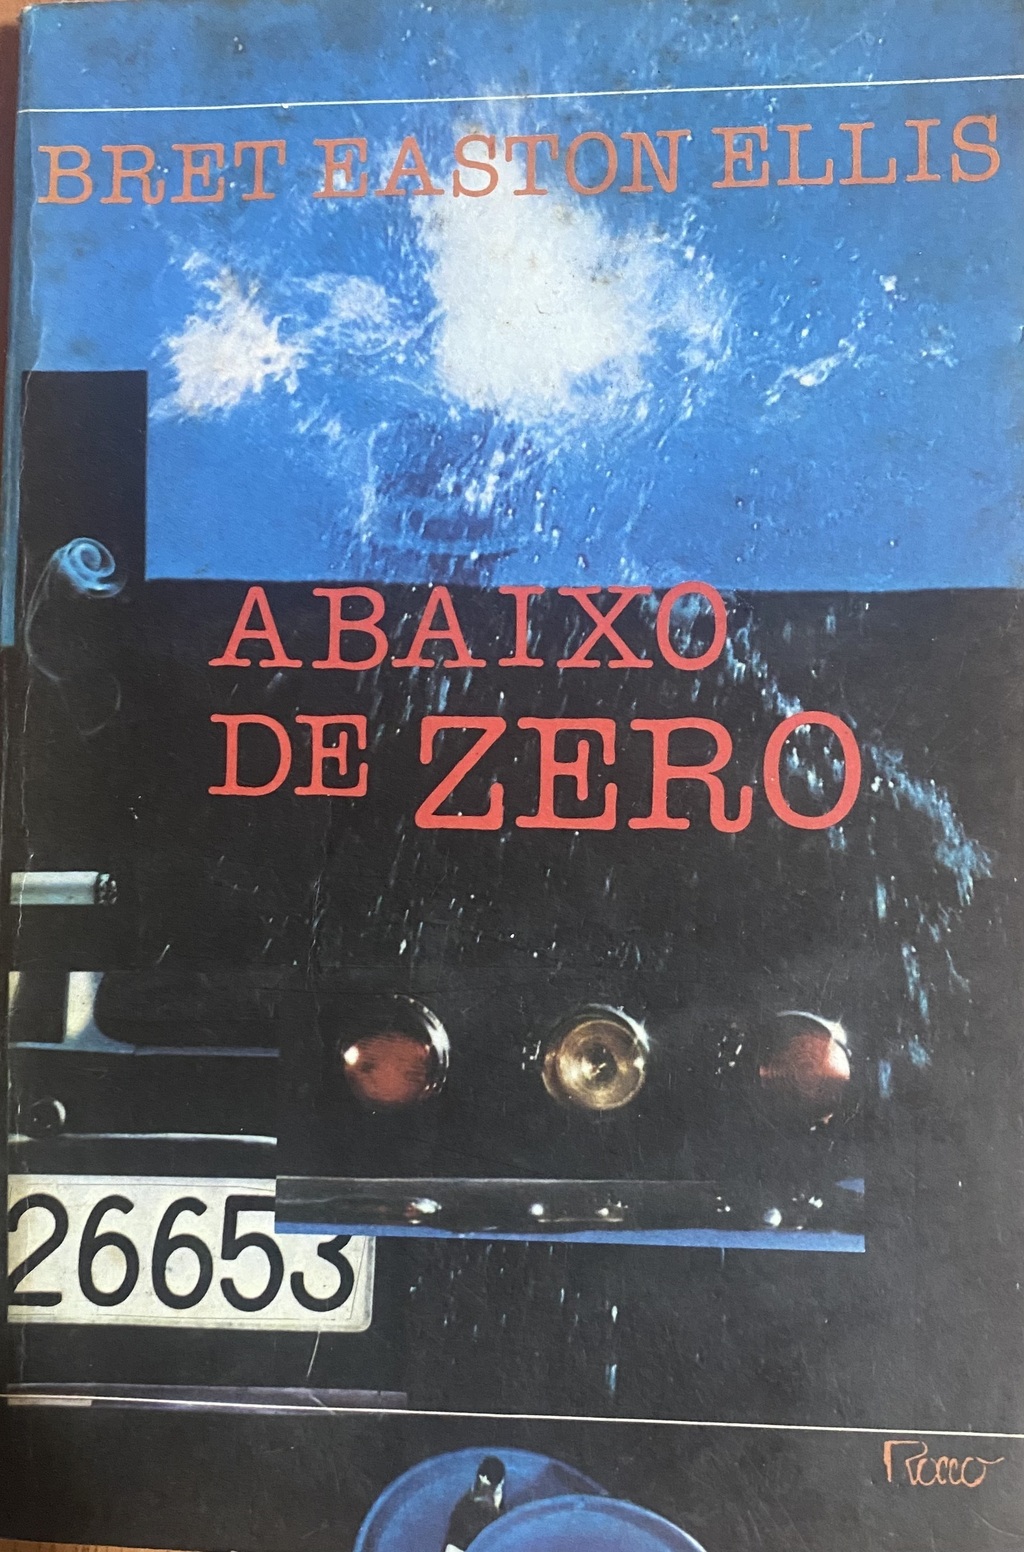 BRET EASTON ELLIS
ABAIXO
DE ZERO
26653
Rocco